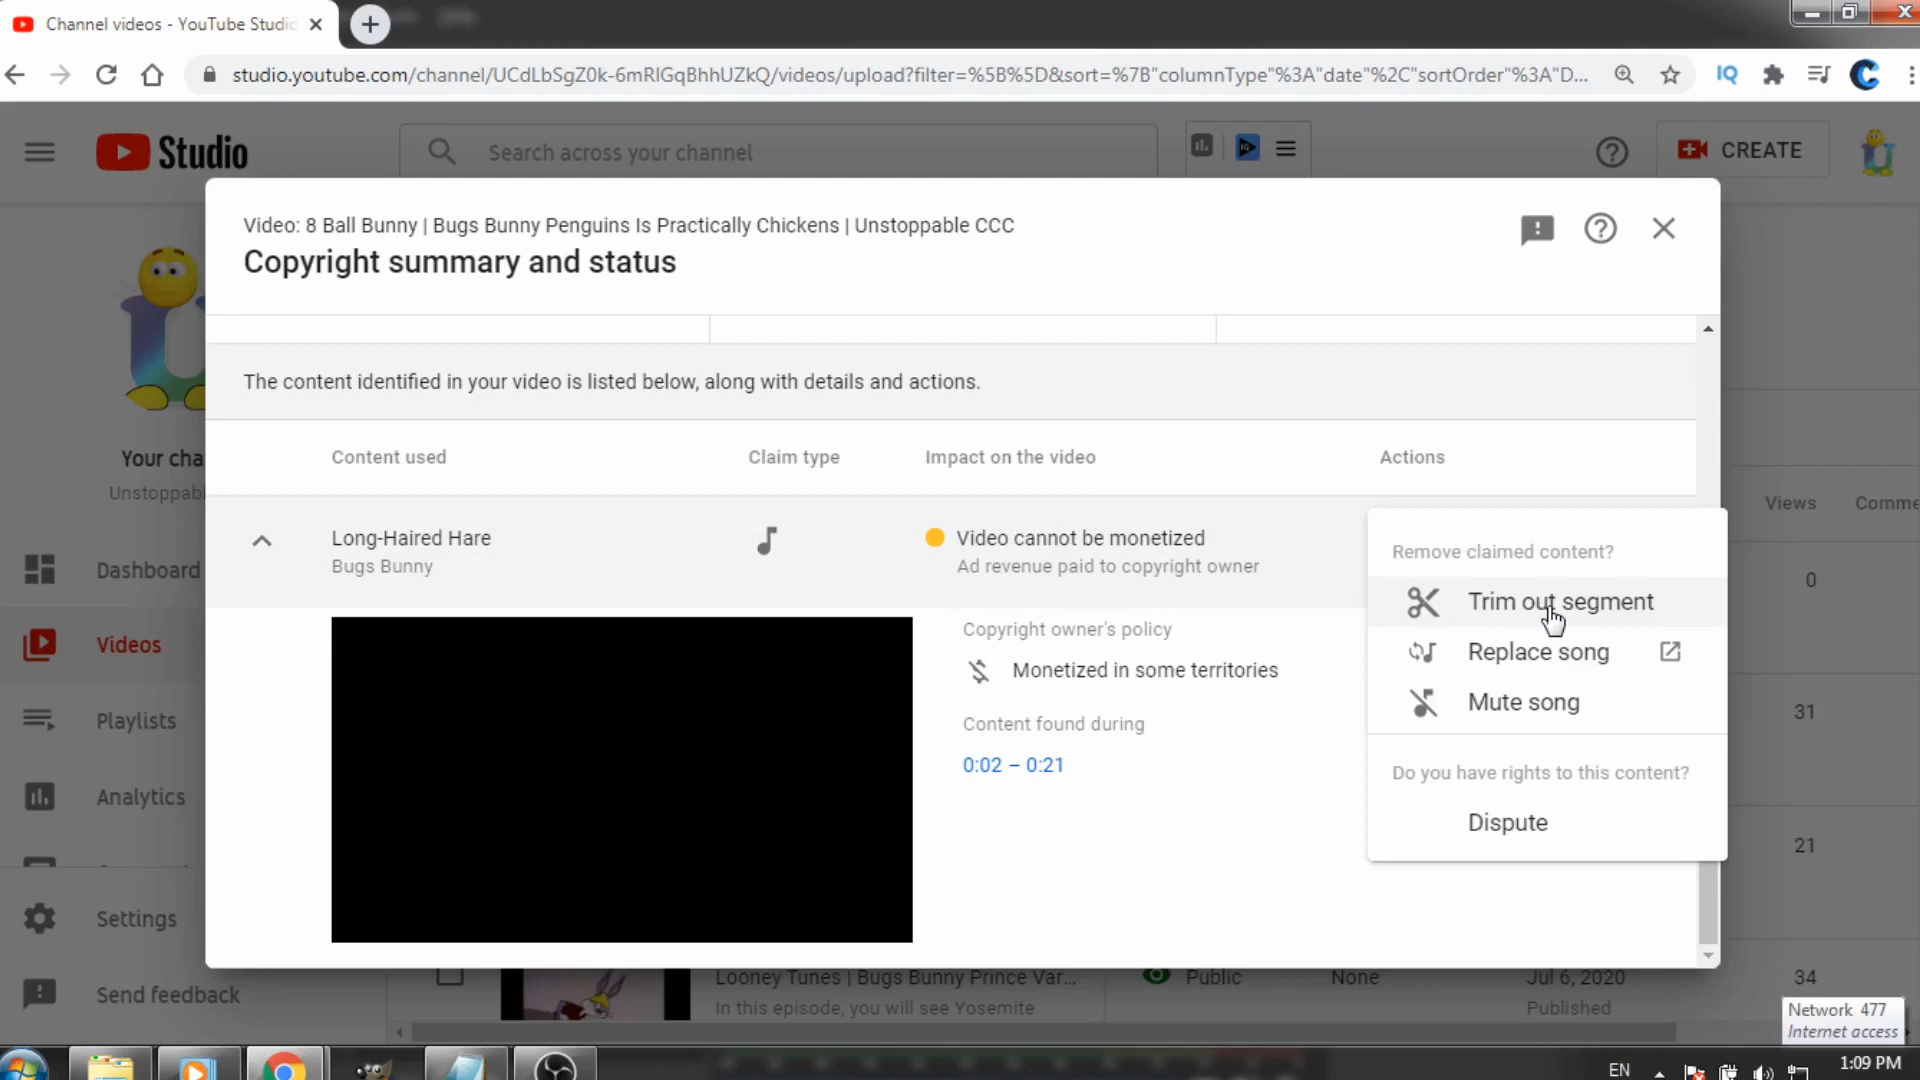 Channel videos - YouTube Studio
studio.youtube.com/channel/UCdLbSgZ0k-6mRlGqBhhUZkQ/videos/upload?filter=%5B%5D&sort=%7B"columnType"%3A"date"%2C"sortOrder"%3A"D...
IQ
Studio
Search across your channel
CREATE
Video: 8 Ball Bunny | Bugs Bunny Penguins Is Practically Chickens | Unstoppable CCC
Copyright summary and status
The content identified in your video is listed below, along with details and actions.
Your cha
Unstoppabl
Content used
Claim type
Impact on the video
Actions
Views
Comme
Long-Haired Hare
Bugs Bunny
Video cannot be monetized
Ad revenue paid to copyright owner
Remove claimed content?
Trim out segment
Replace song
Mute song
Do you have rights to this content?
Dispute
Copyright owner's policy
Monetized in some territories
Content found during
0:02 – 0:21
0
31
21
Dashboard
Videos
Playlists
Analytics
Settings
Send feedback
Looney Tunes | Bugs Bunny Prince Var...
In this episode, you will see Yosemite
Public
None
Jul 6, 2020
Published
34
Network 477
Internet access
EN
1:09 PM